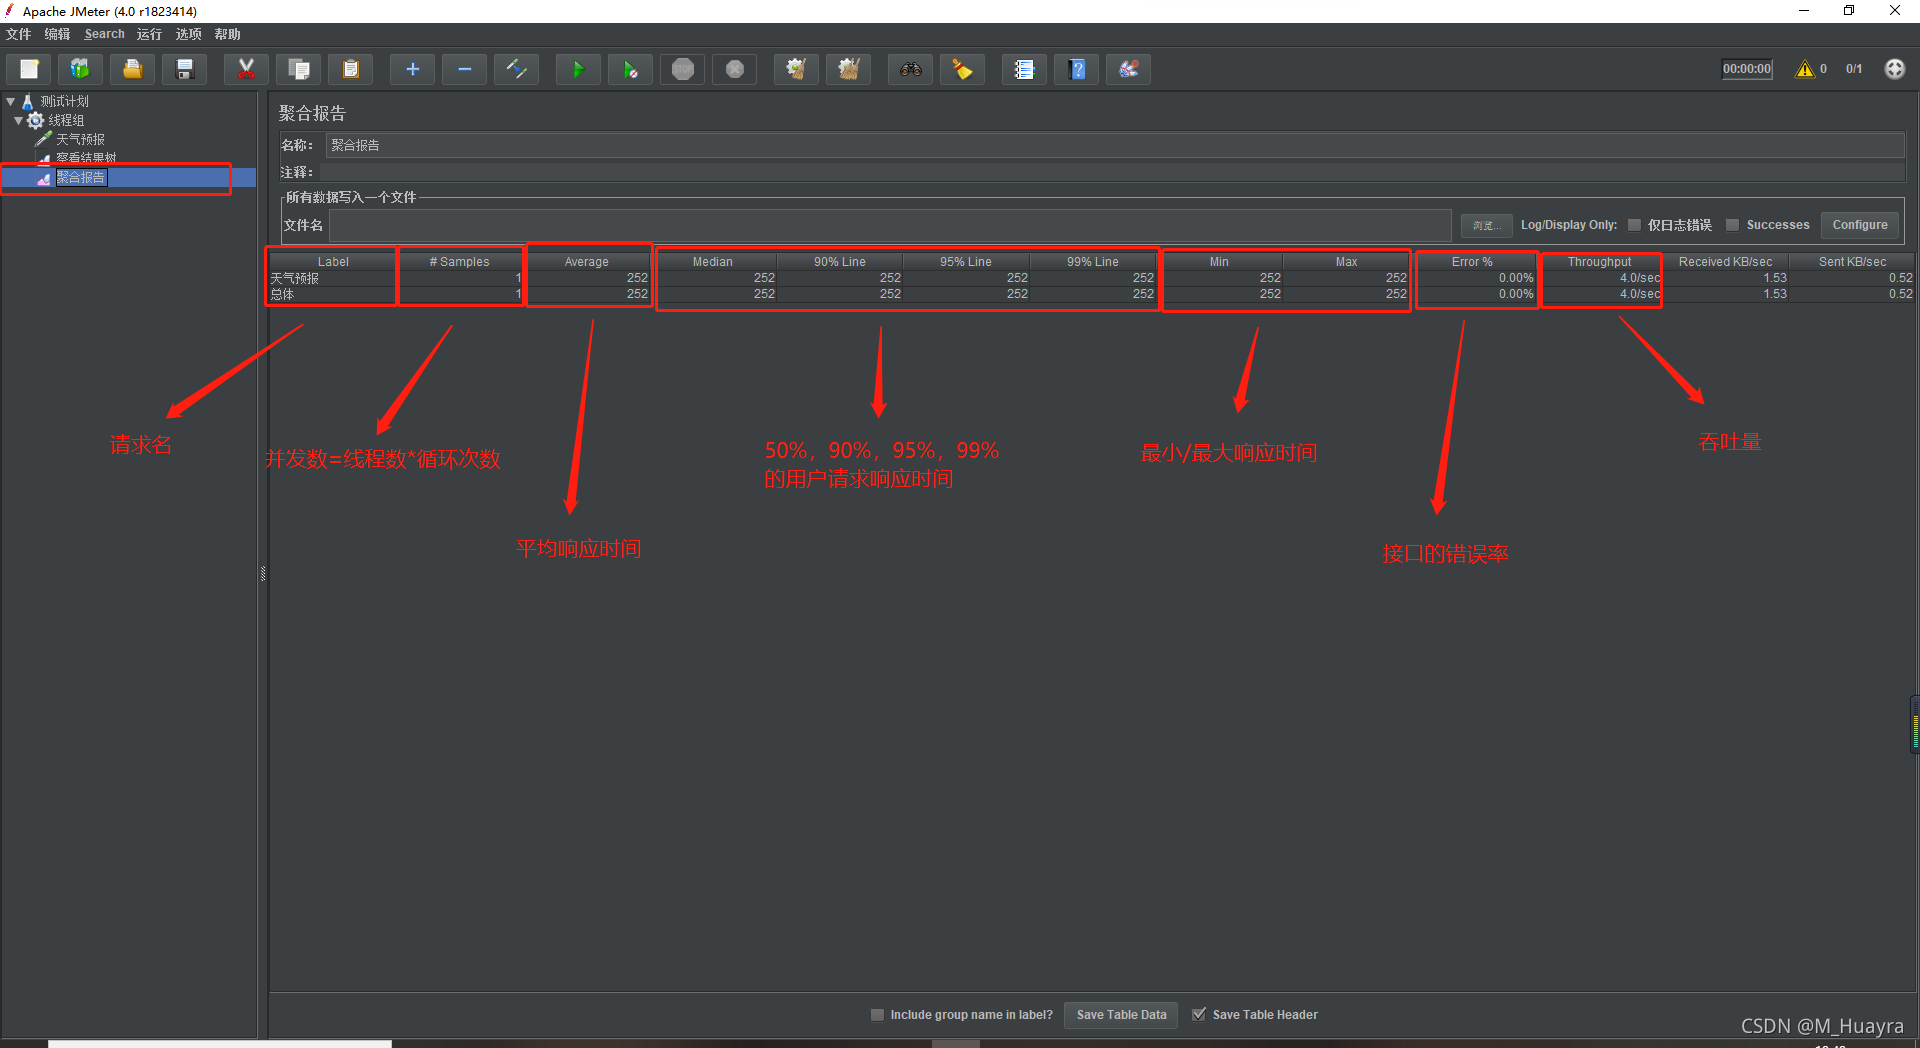 Apache JMeter (4.0 r1823414)
文件 编辑 Search 运行 选项 帮助
00:00:00 0 0/1
测试计划
线程组
天气预报
察看结果树
聚合报告
聚合报告
名称： 聚合报告
注释：
所有数据写入一个文件
文件名 浏览... Log/Display Only: 仅日志错误 Successes Configure
Label # Samples Average Median 90% Line 95% Line 99% Line Min Max Error % Throughput Received KB/sec Sent KB/sec
天气预报 1 252 252 252 252 252 252 252 0.00% 4.0/sec 1.53 0.52
总体 1 252 252 252 252 252 252 252 0.00% 4.0/sec 1.53 0.52
请求名
并发数=线程数*循环次数
平均响应时间
50%，90%，95%，99%
的用户请求响应时间
最小/最大响应时间
接口的错误率
吞吐量
Include group name in label? Save Table Data Save Table Header
CSDN @M_Huayra